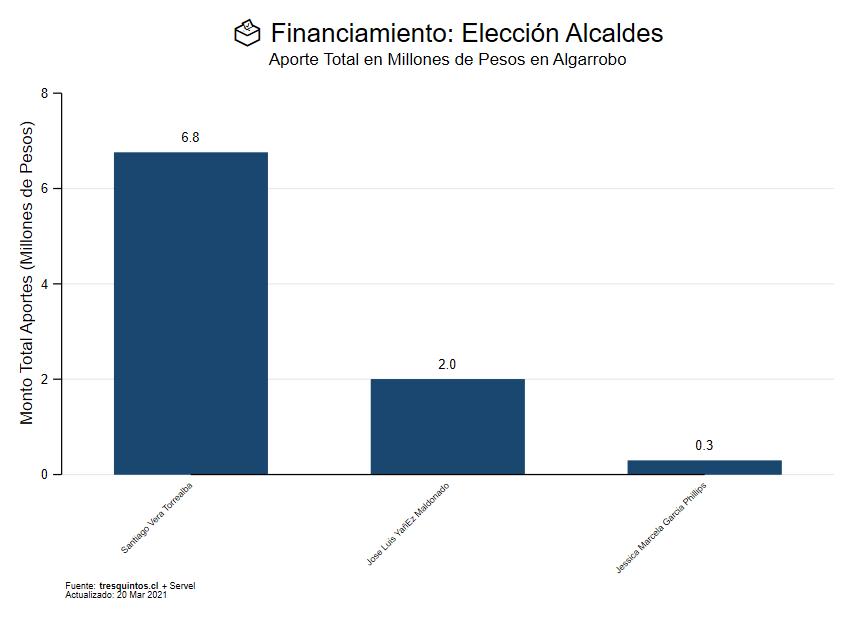 Financiamiento: Elección Alcaldes
Aporte Total en Millones de Pesos en Algarrobo
Monto Total Aportes (Millones de Pesos)
8
6
4
2
0
6.8
2.0
0.3
Santiago Vera Torrealba
Jose Luis YañEz Maldonado
Jessica Marcela Garcia Phillips
Fuente: tresquintos.cl + Servel
Actualizado: 20 Mar 2021